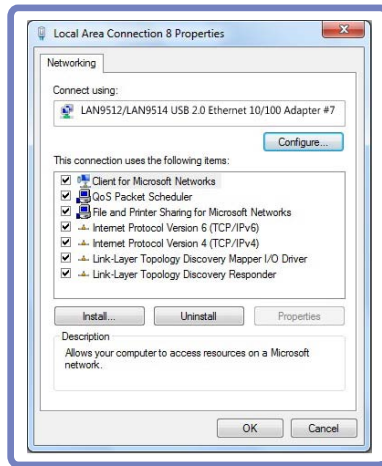 Local Area Connection 8 Properties
Networking
Connect using:
LAN9512/LAN9514 USB 2.0 Ethernet 10/100 Adapter #7
Configure...
This connection uses the following items:
Client for Microsoft Networks
QoS Packet Scheduler
File and Printer Sharing for Microsoft Networks
Internet Protocol Version 6 (TCP/IPv6)
Internet Protocol Version 4 (TCP/IPv4)
Link-Layer Topology Discovery Mapper I/O Driver
Link-Layer Topology Discovery Responder
Install... Uninstall Properties
Description
Allows your computer to access resources on a Microsoft
network.
OK Cancel